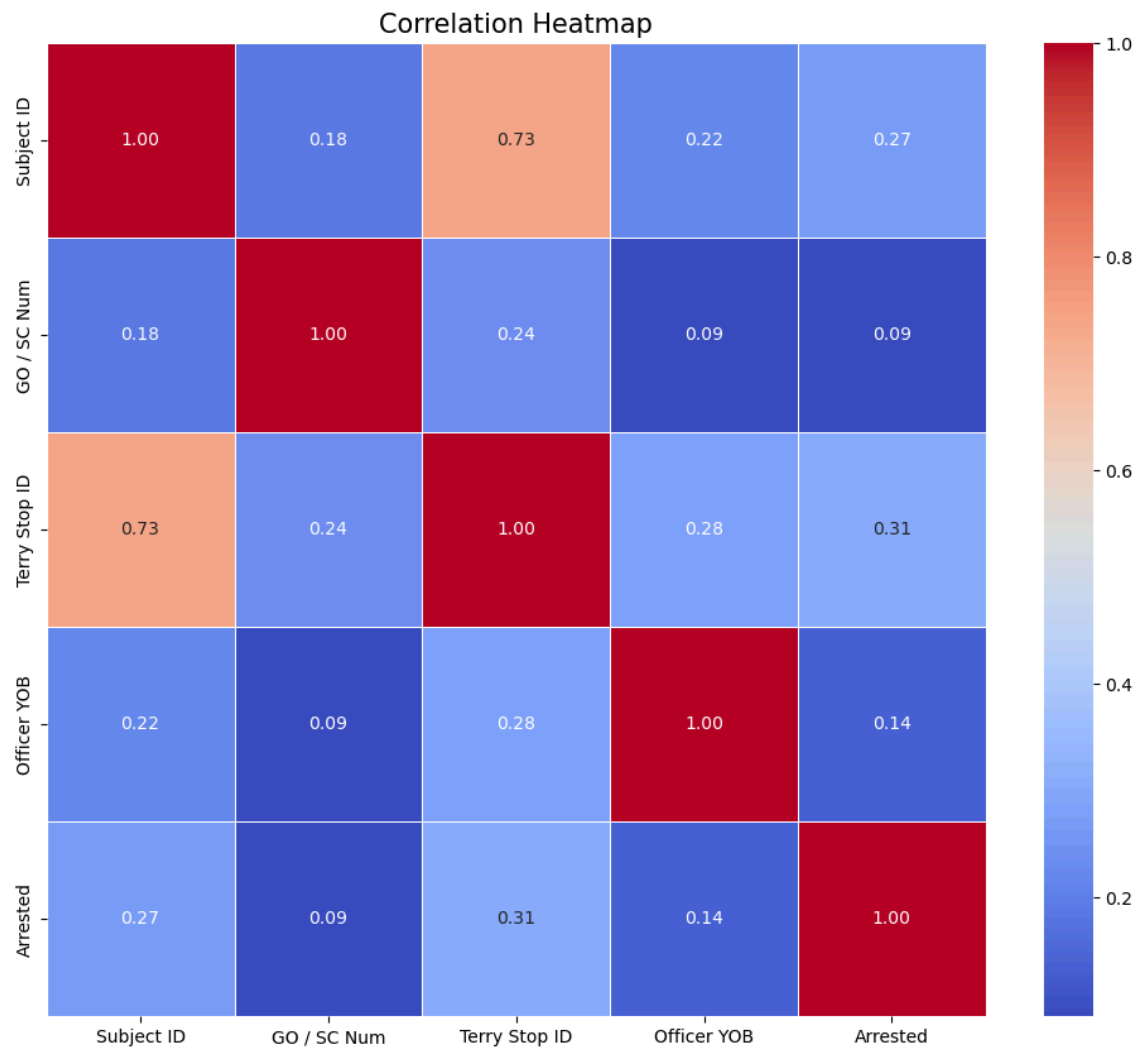 Correlation Heatmap
Subject ID 1.00 0.18 0.73 0.22 0.27
GO / SC Num 0.18 1.00 0.24 0.09 0.09
Terry Stop ID 0.73 0.24 1.00 0.28 0.31
Officer YOB 0.22 0.09 0.28 1.00 0.14
Arrested 0.27 0.09 0.31 0.14 1.00
Subject ID GO / SC Num Terry Stop ID Officer YOB Arrested
1.0
0.8
0.6
0.4
0.2